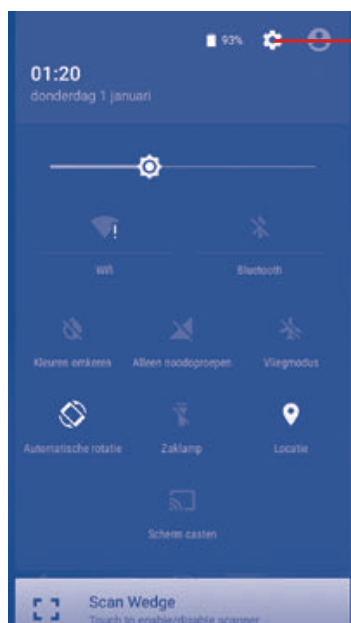 93%
01:20
donderdag 1 januari
Wifi
Bluetooth
Kleuren omkeren
Alleen noodoproepen
Vliegmodus
Automatische rotatie
Zaklamp
Locatie
Scherm casten
Scan Wedge
Touch to enable/disable scanner